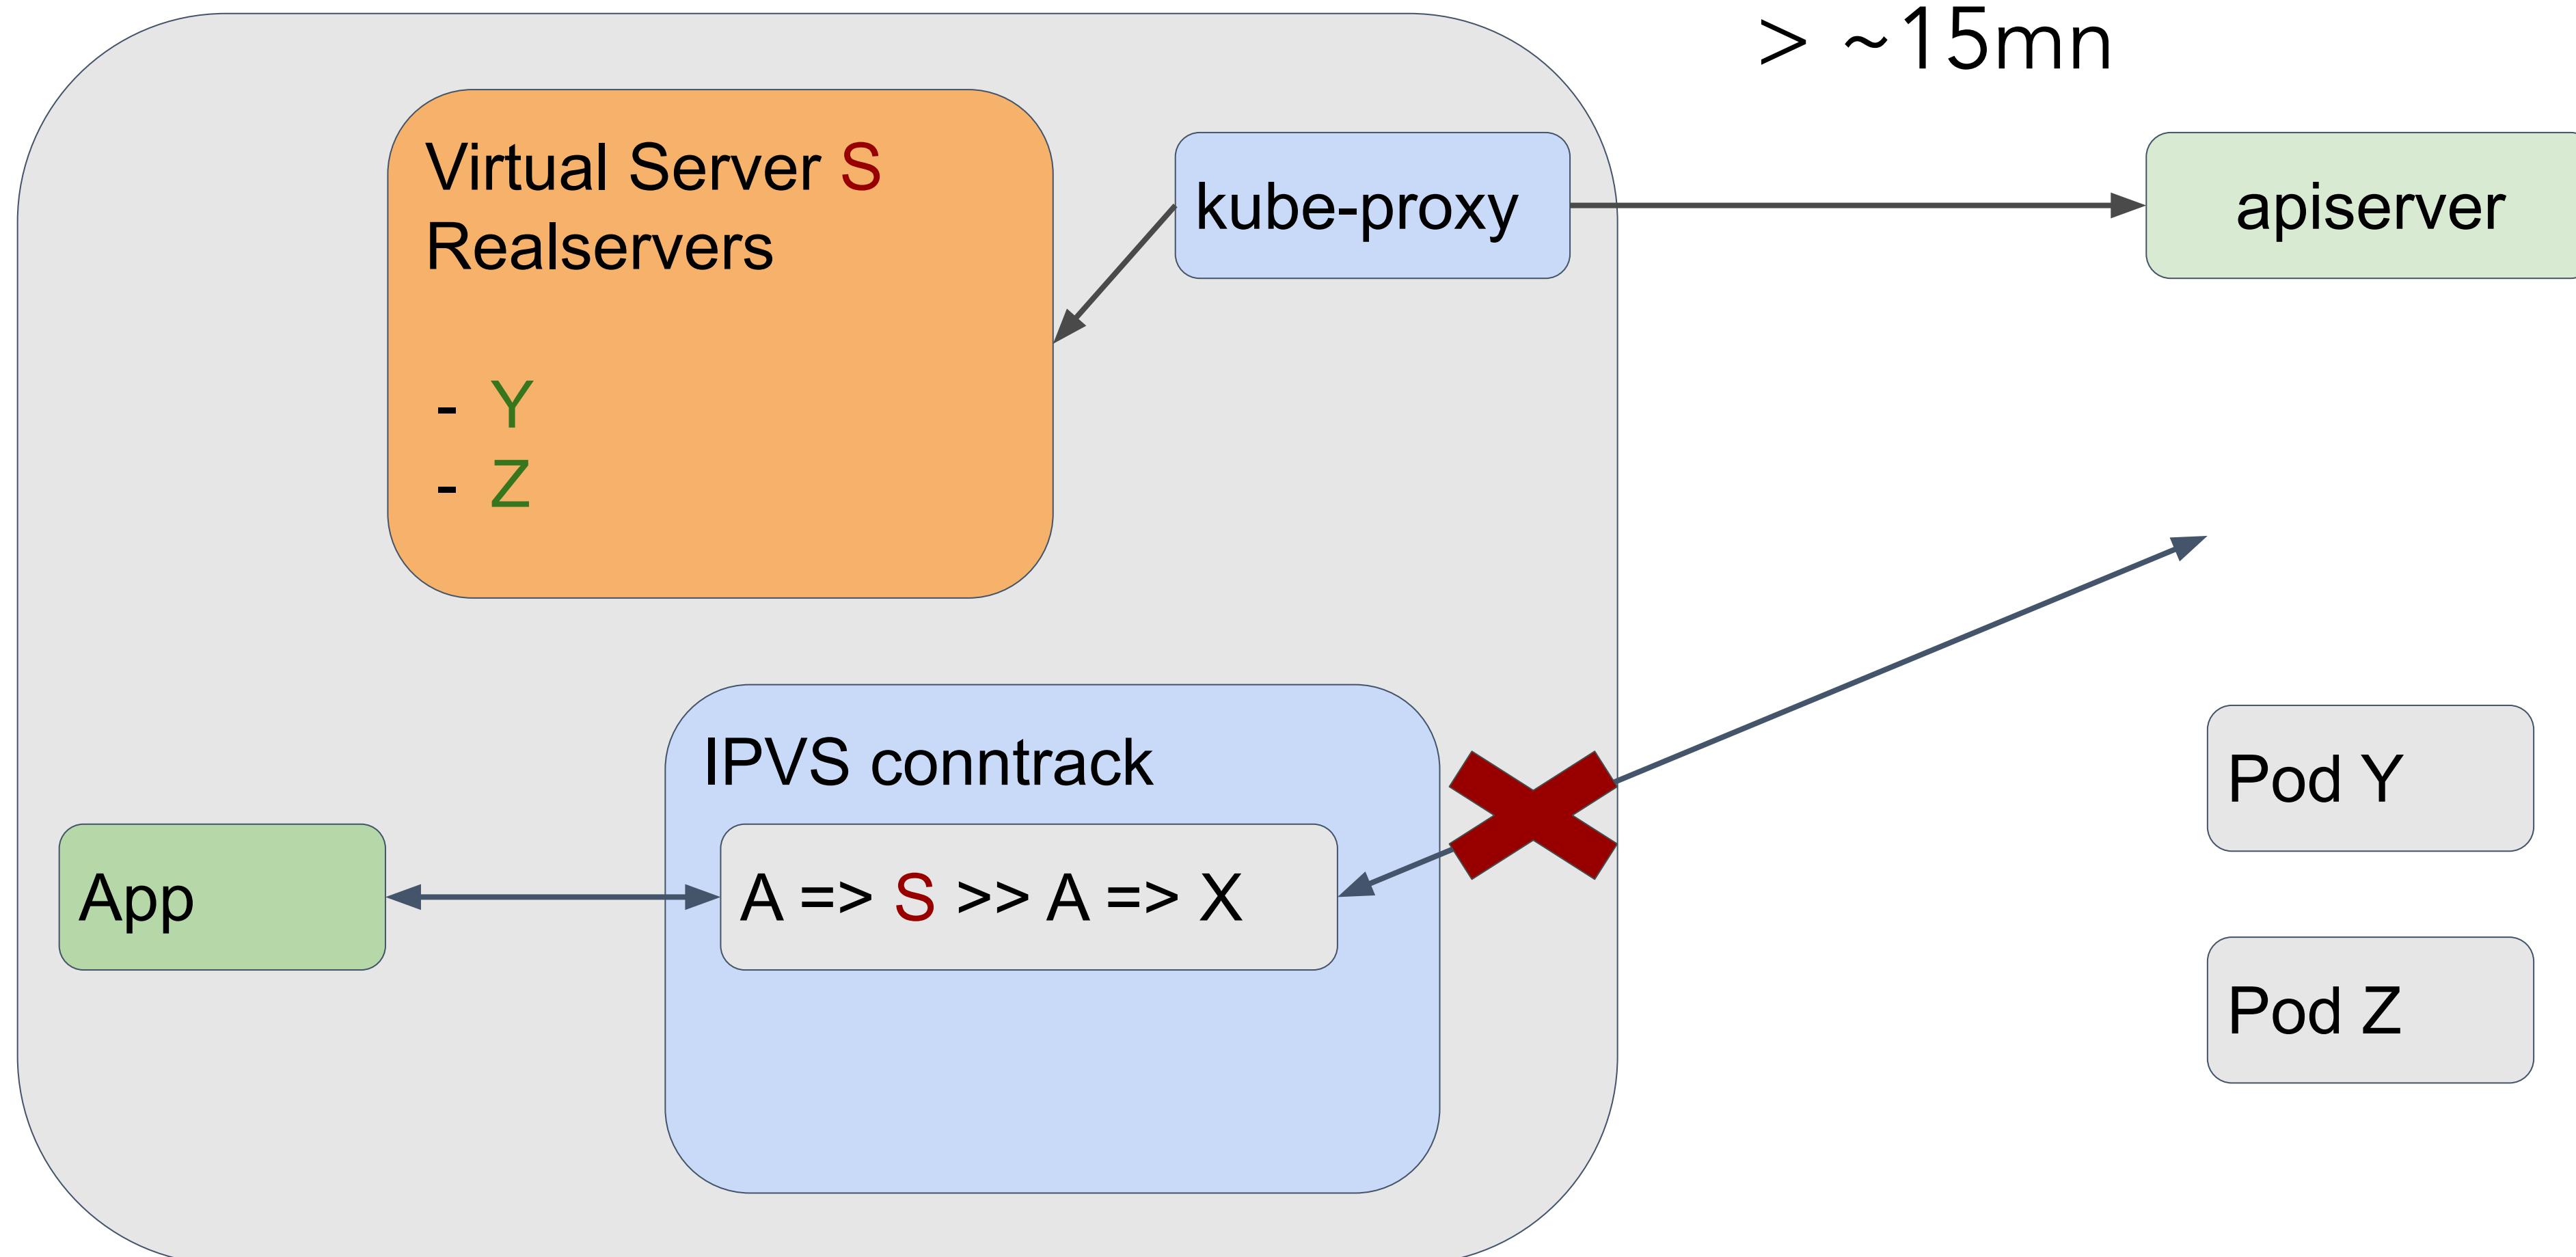 > ~15mn
Virtual Server S
Realservers
- Y
- Z
kube-proxy
apiserver
IPVS conntrack
App
A => S >> A => X
Pod Y
Pod Z